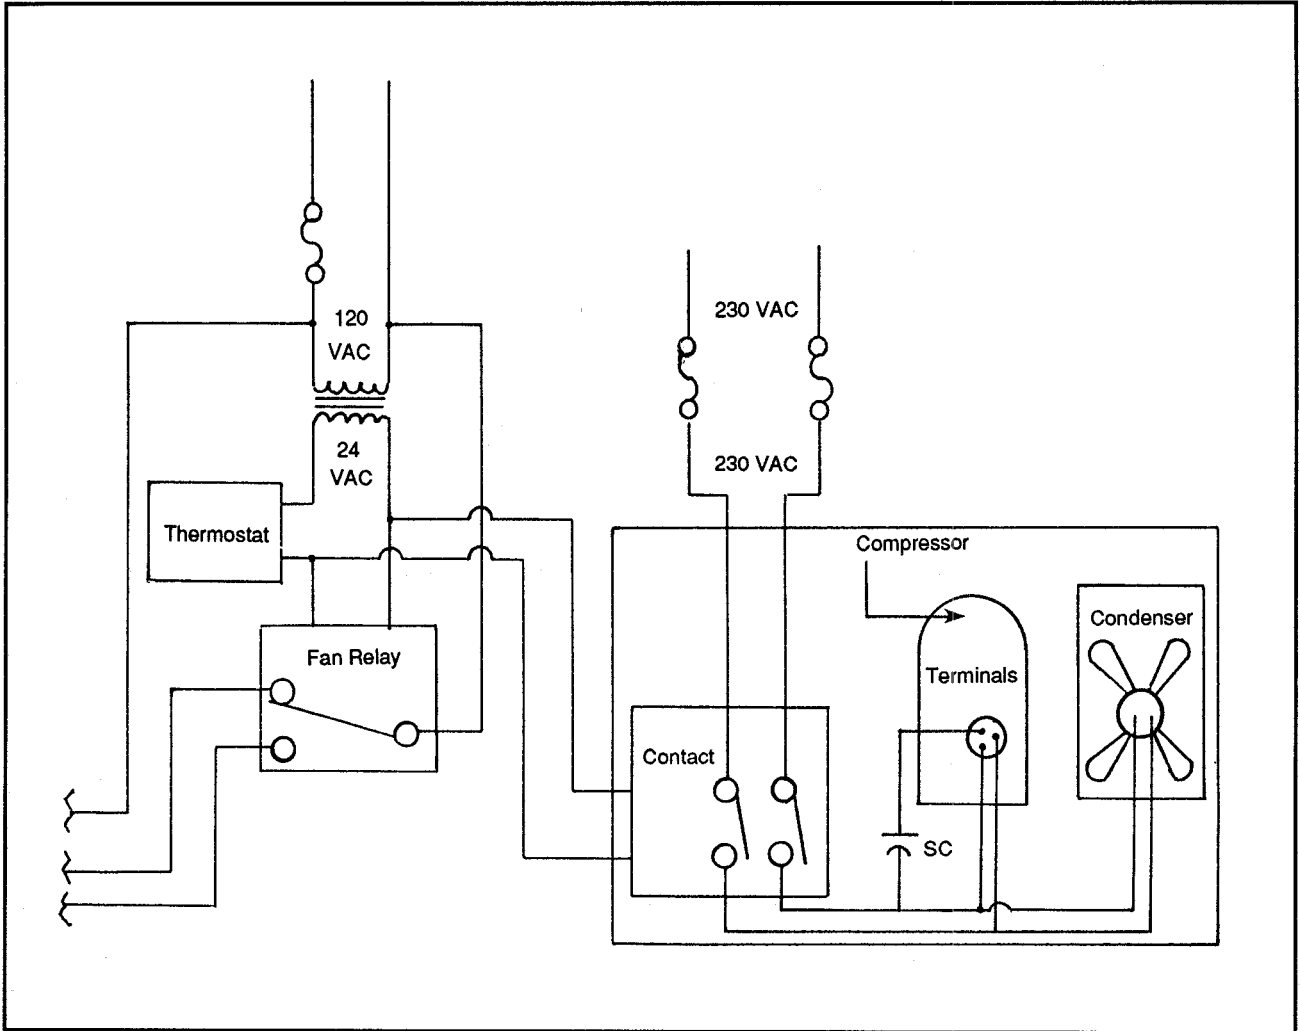 120
VAC
230 VAC
24
VAC
230 VAC
Thermostat
Compressor
Condenser
Fan Relay
Terminals
Contact
SC